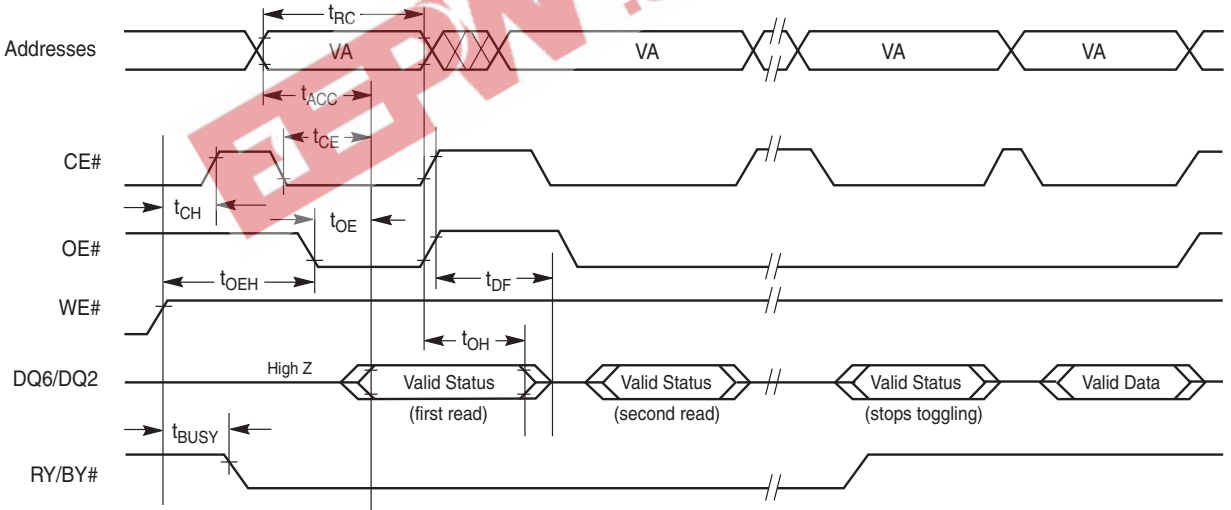 tRC
Addresses VA VA VA VA
tACC
tCE
CE#
tCH tOE
OE#
tOEH tDF
WE#
tOH
High Z
DQ6/DQ2 Valid Status Valid Status Valid Status Valid Data
(first read) (second read) (stops toggling)
tBUSY
RY/BY#